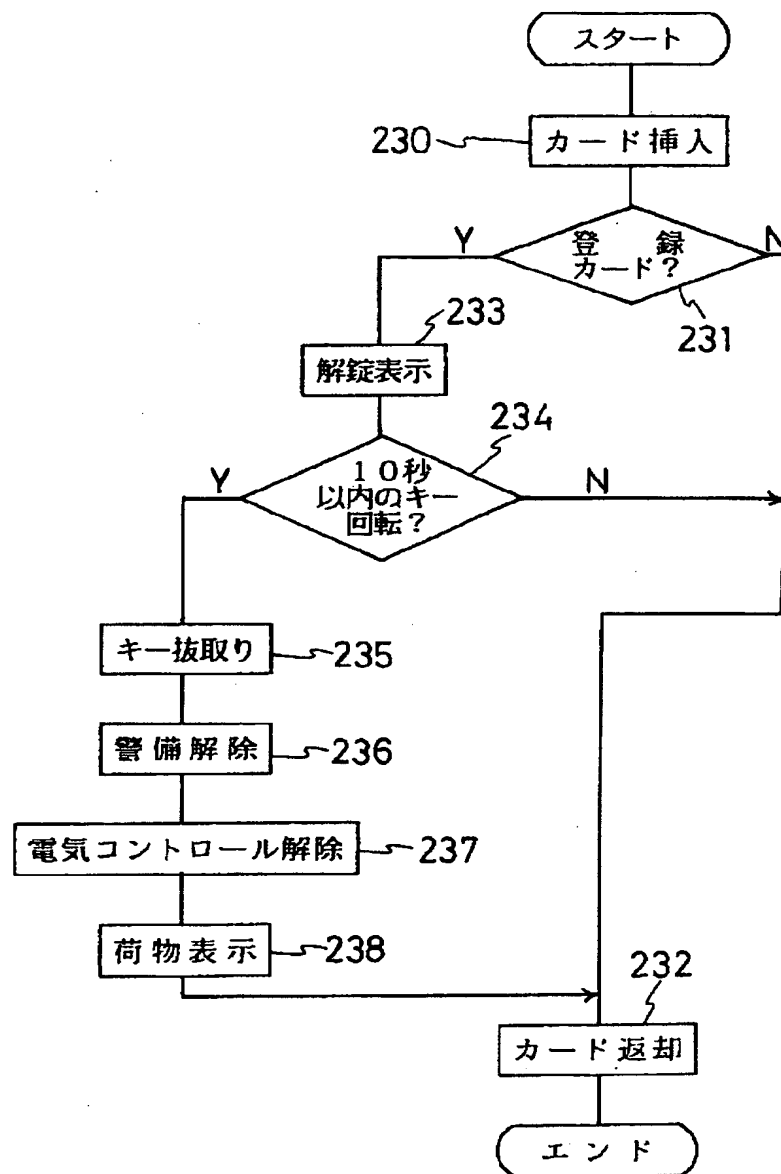 スタート
230
カード挿入
Y
登録
カード?
N
231
233
解錠表示
234
Y
10秒
以内のキー
回転?
N
キー抜取り
235
警備解除
236
電気コントロール解除
237
荷物表示
238
232
カード返却
エンド